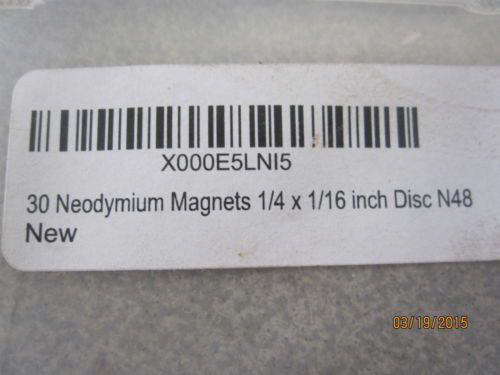 X000E5LNI5
30 Neodymium Magnets 1/4 x 1/16 inch Disc N48
New
03/19/2015